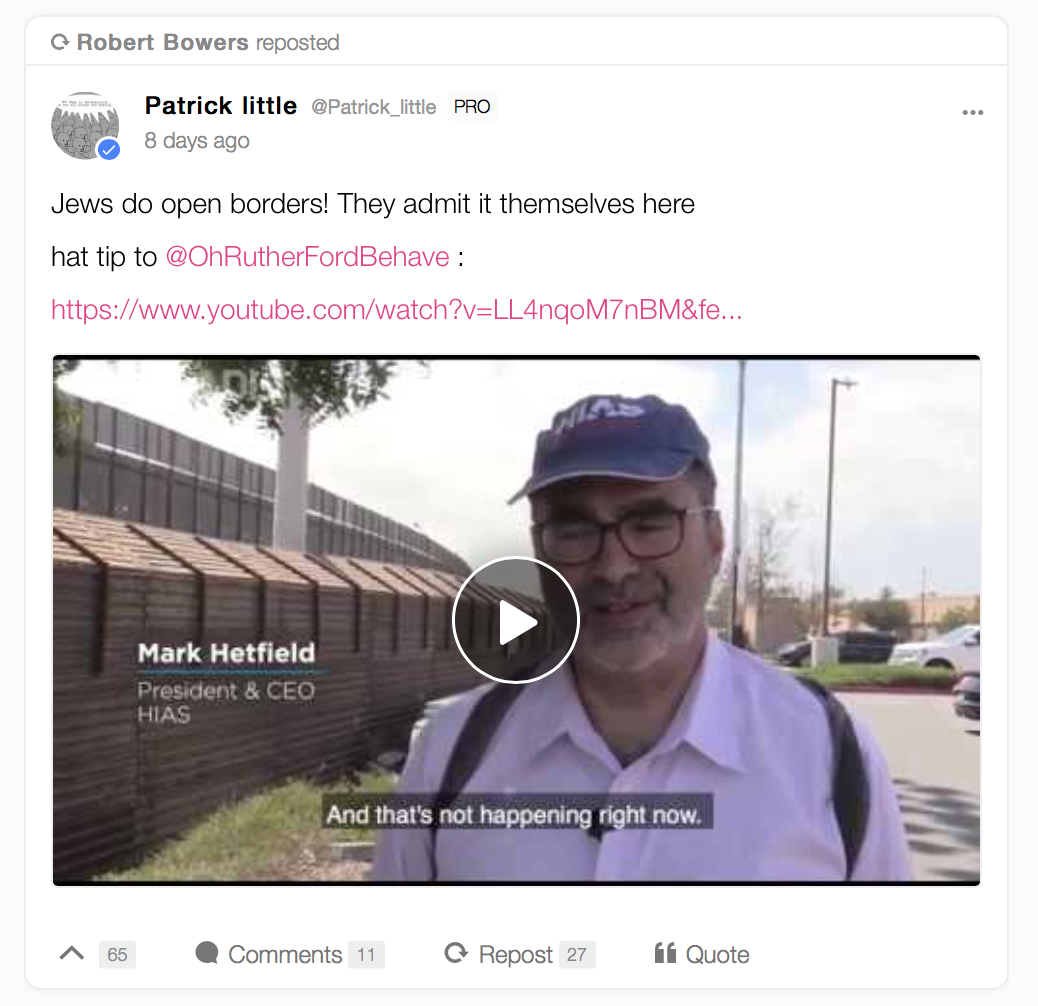 Robert Bowers reposted
Patrick little @Patrick_little PRO
8 days ago
Jews do open borders! They admit it themselves here
hat tip to @OhRutherFordBehave :
https://www.youtube.com/watch?v=LL4nqoM7nBM&fe...
HIAS
Mark Hetfield
President & CEO
HIAS
And that's not happening right now.
65 Comments 11 Repost 27 Quote